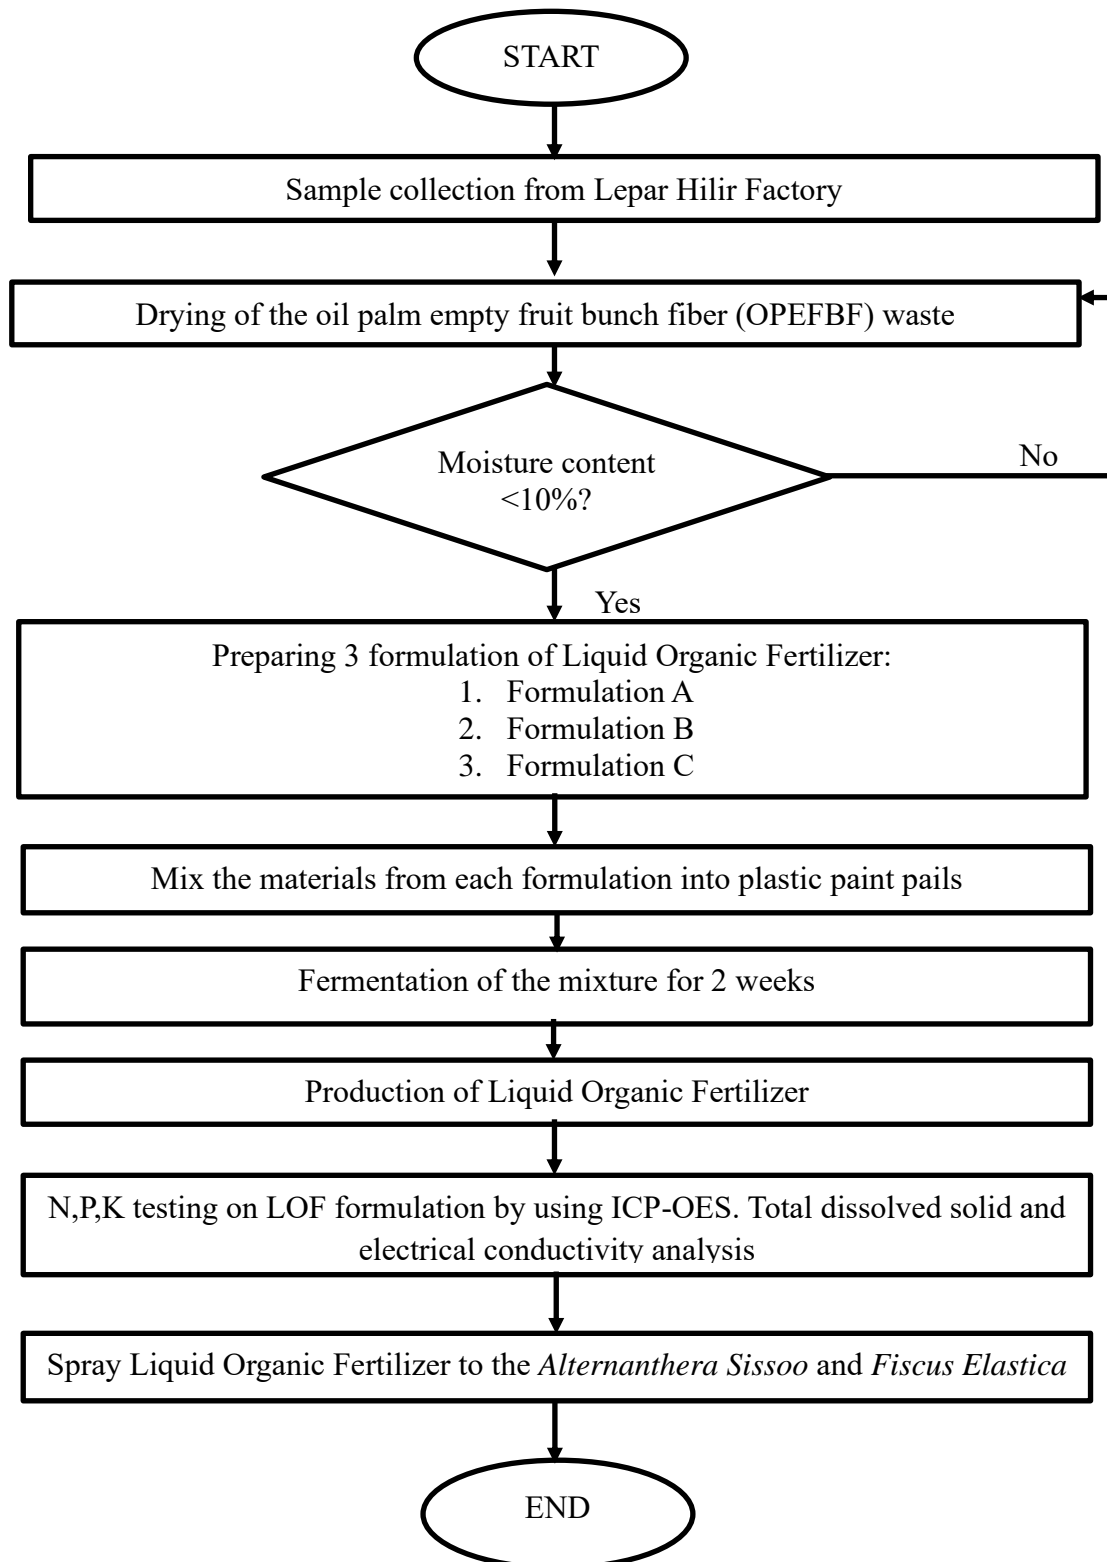 START
Sample collection from Lepar Hilir Factory
Drying of the oil palm empty fruit bunch fiber (OPEFBF) waste
Moisture content
<10%?
No
Yes
Preparing 3 formulation of Liquid Organic Fertilizer:
1. Formulation A
2. Formulation B
3. Formulation C
Mix the materials from each formulation into plastic paint pails
Fermentation of the mixture for 2 weeks
Production of Liquid Organic Fertilizer
N,P,K testing on LOF formulation by using ICP-OES. Total dissolved solid and
electrical conductivity analysis
Spray Liquid Organic Fertilizer to the Alternanthera Sissoo and Fiscus Elastica
END